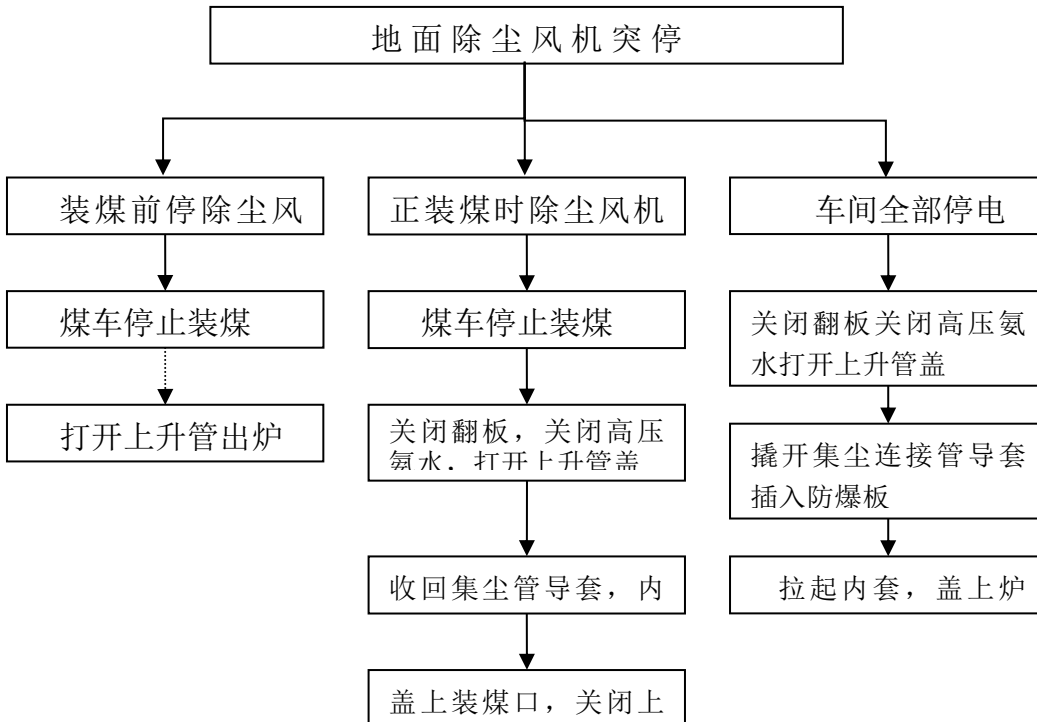 地面除尘风机突停
装煤前停除尘风
煤车停止装煤
打开上升管出炉
正装煤时除尘风机
煤车停止装煤
关闭翻板，关闭高压
氨水，打开上升管盖
收回集尘管导套，内
盖上装煤口，关闭上
车间全部停电
关闭翻板关闭高压氨
水打开上升管盖
撬开集尘连接管导套
插入防爆板
拉起内套，盖上炉